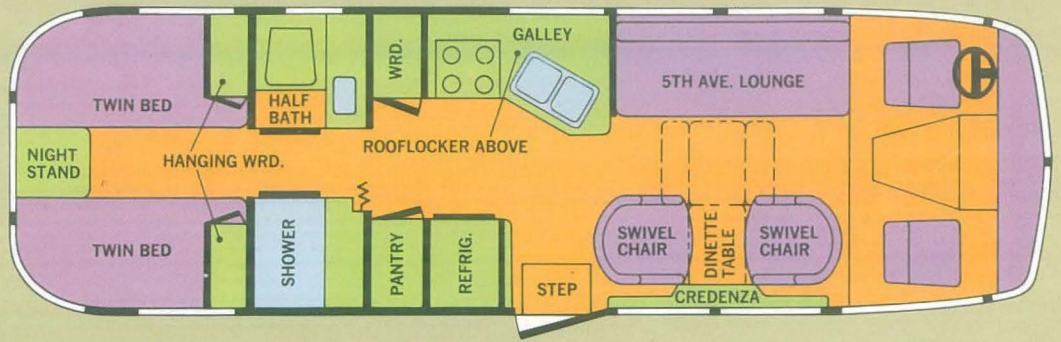 TWIN BED
HALF
BATH
WRD.
GALLEY
5TH AVE. LOUNGE
NIGHT
STAND
HANGING WRD.
ROOFLOCKER ABOVE
TWIN BED
SHOWER
PANTRY
REFRIG.
STEP
SWIVEL
CHAIR
DINETTE
TABLE
SWIVEL
CHAIR
CREDENZA